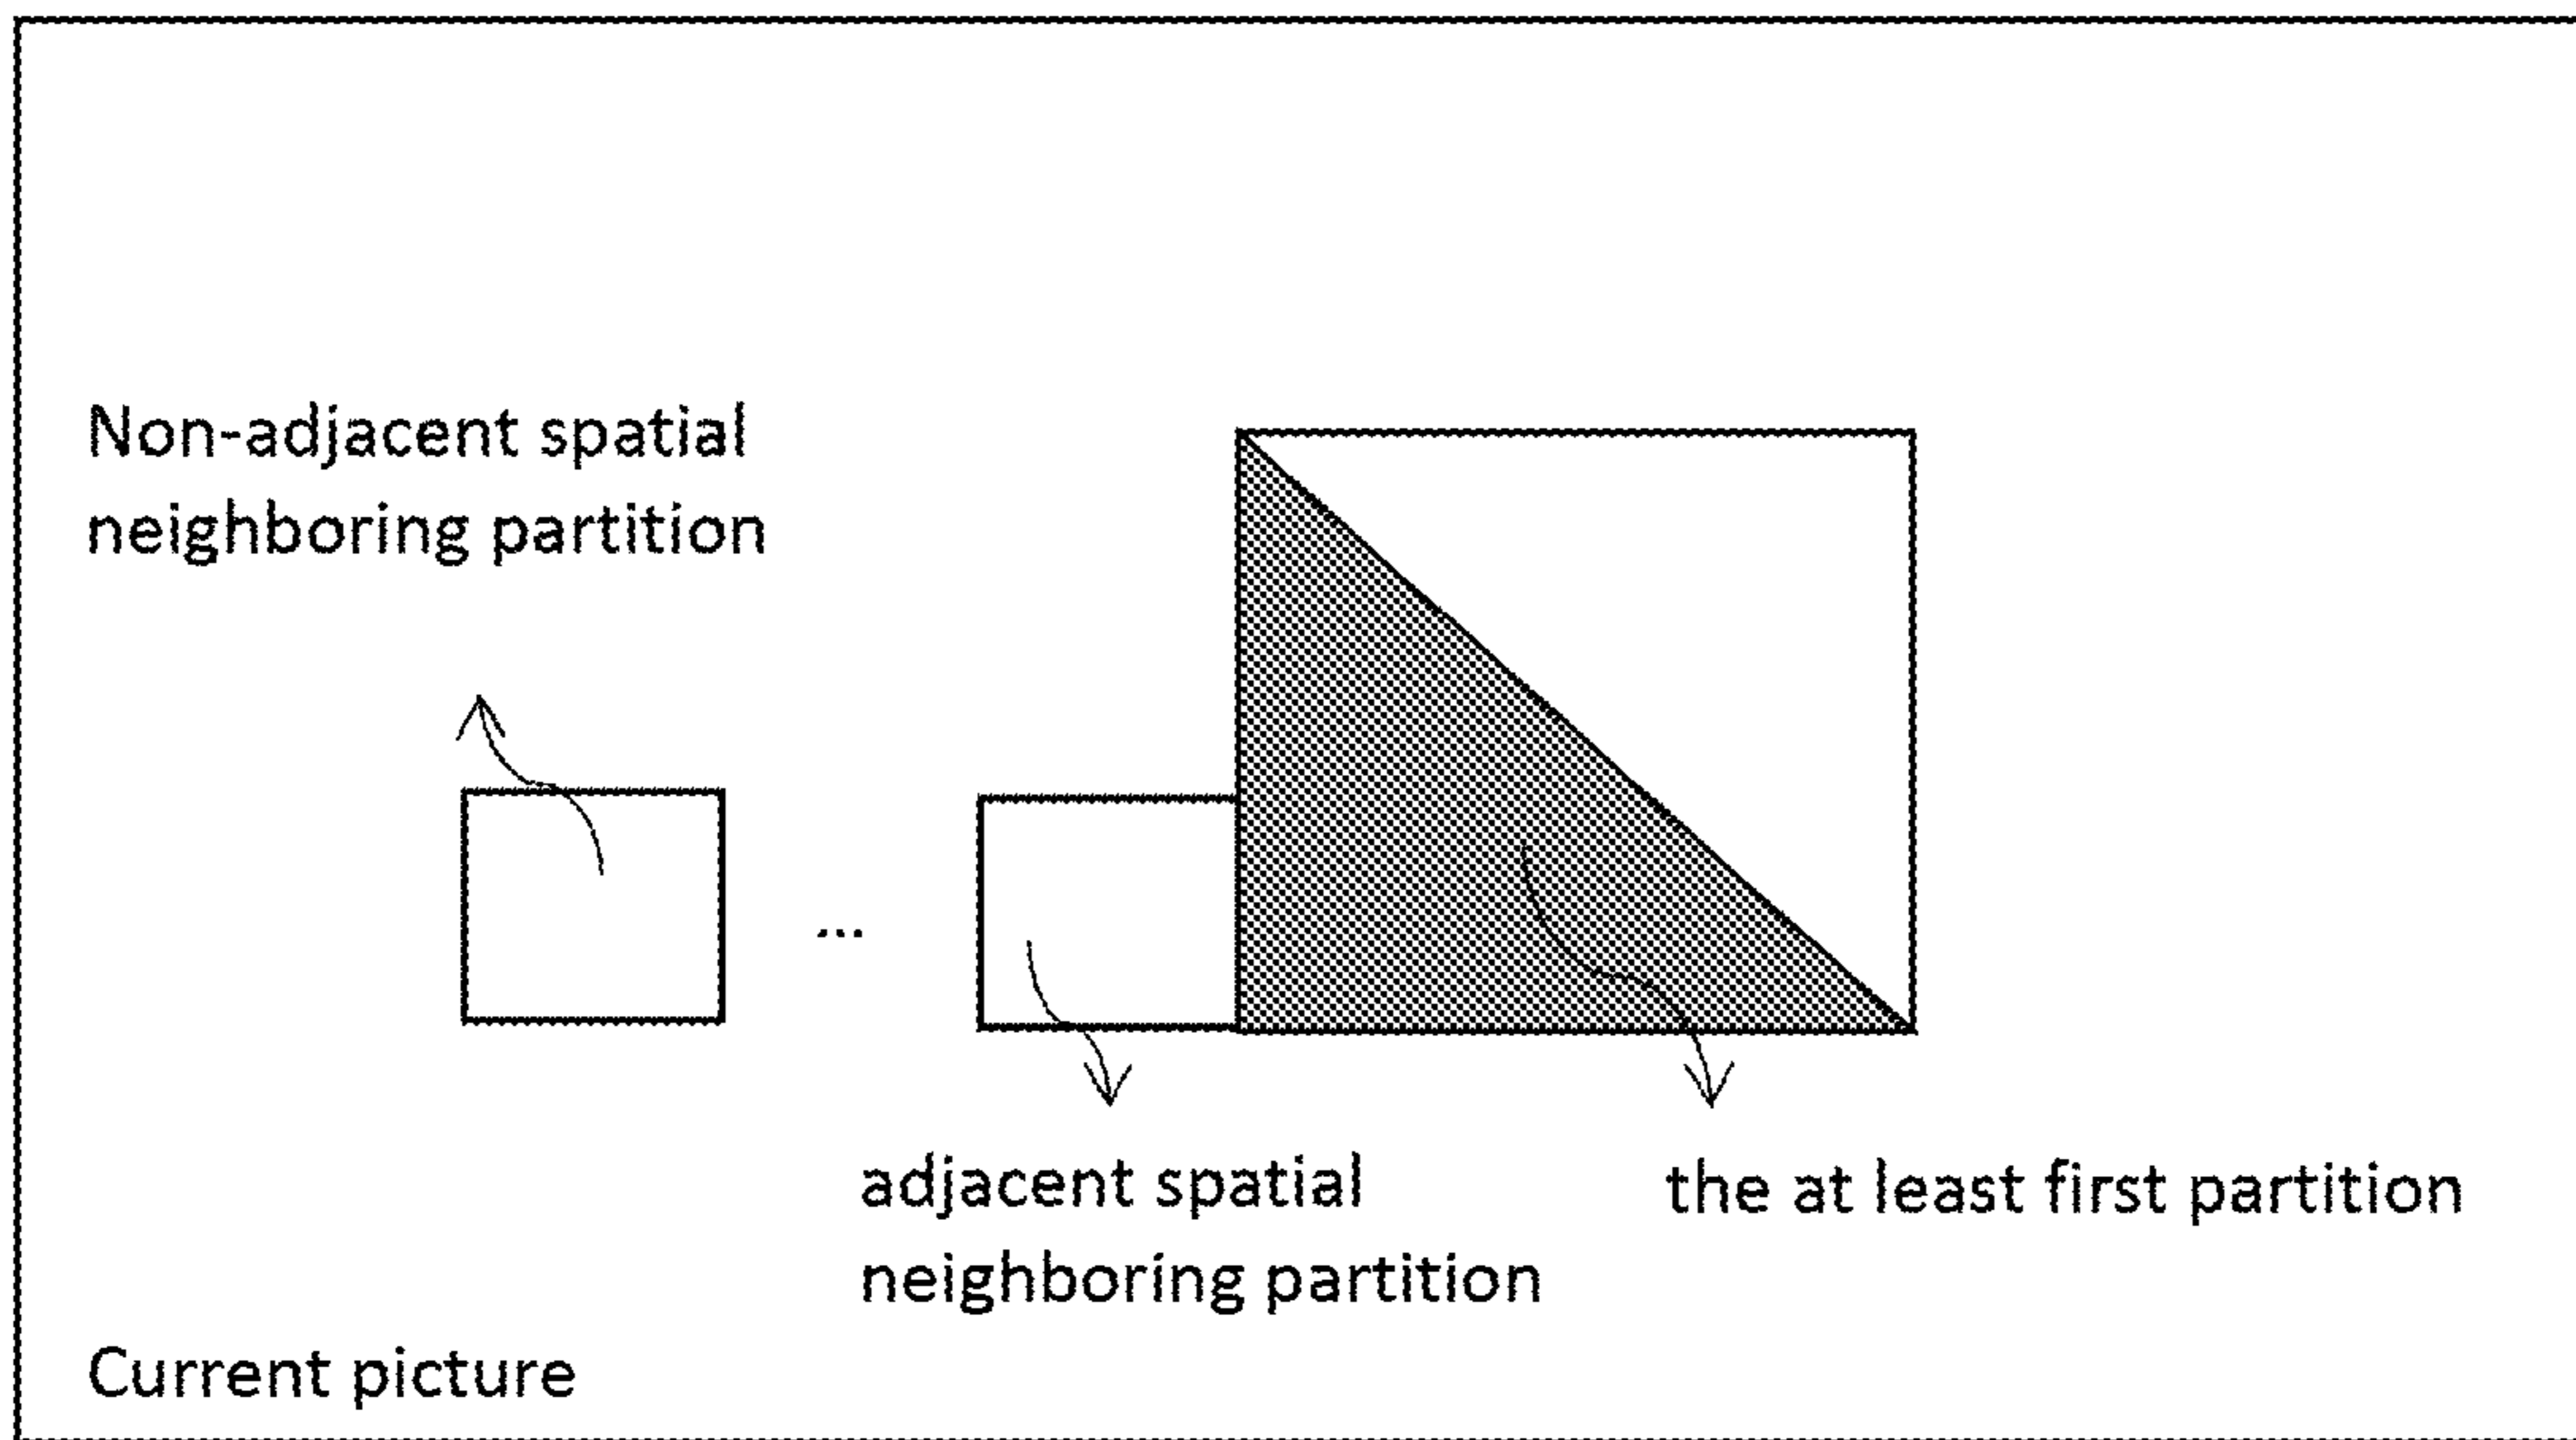 Non-adjacent spatial
neighboring partition
...
adjacent spatial
neighboring partition
the at least first partition
Current picture